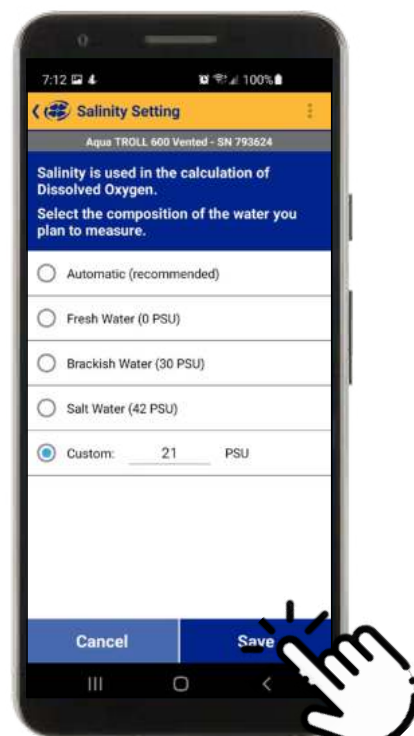 7:12 100%
Salinity Setting
Aqua TROLL 600 Vented - SN 793624
Salinity is used in the calculation of
Dissolved Oxygen.
Select the composition of the water you
plan to measure.
Automatic (recommended)
Fresh Water (0 PSU)
Brackish Water (30 PSU)
Salt Water (42 PSU)
Custom: 21 PSU
Cancel Save